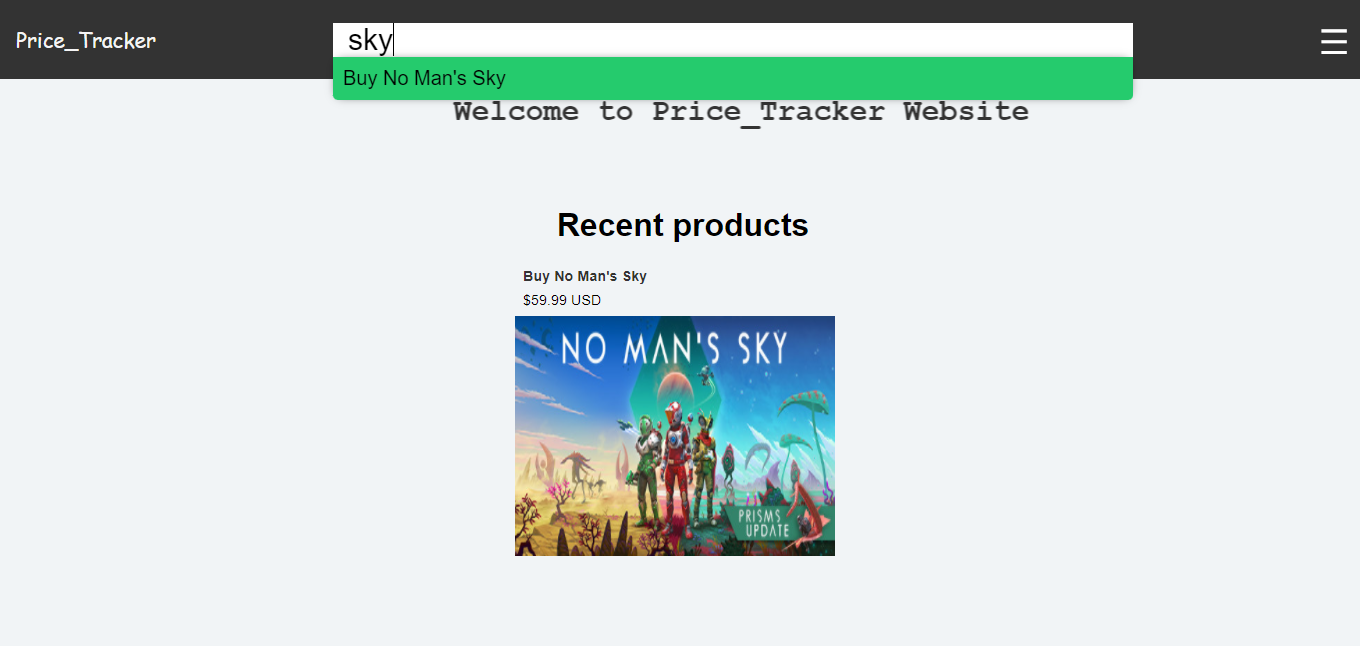 Price_Tracker
sky
Buy No Man's Sky
Welcome to Price_Tracker Website
Recent products
Buy No Man's Sky
$59.99 USD
NO MAN'S SKY
PRISMS
UPDATE